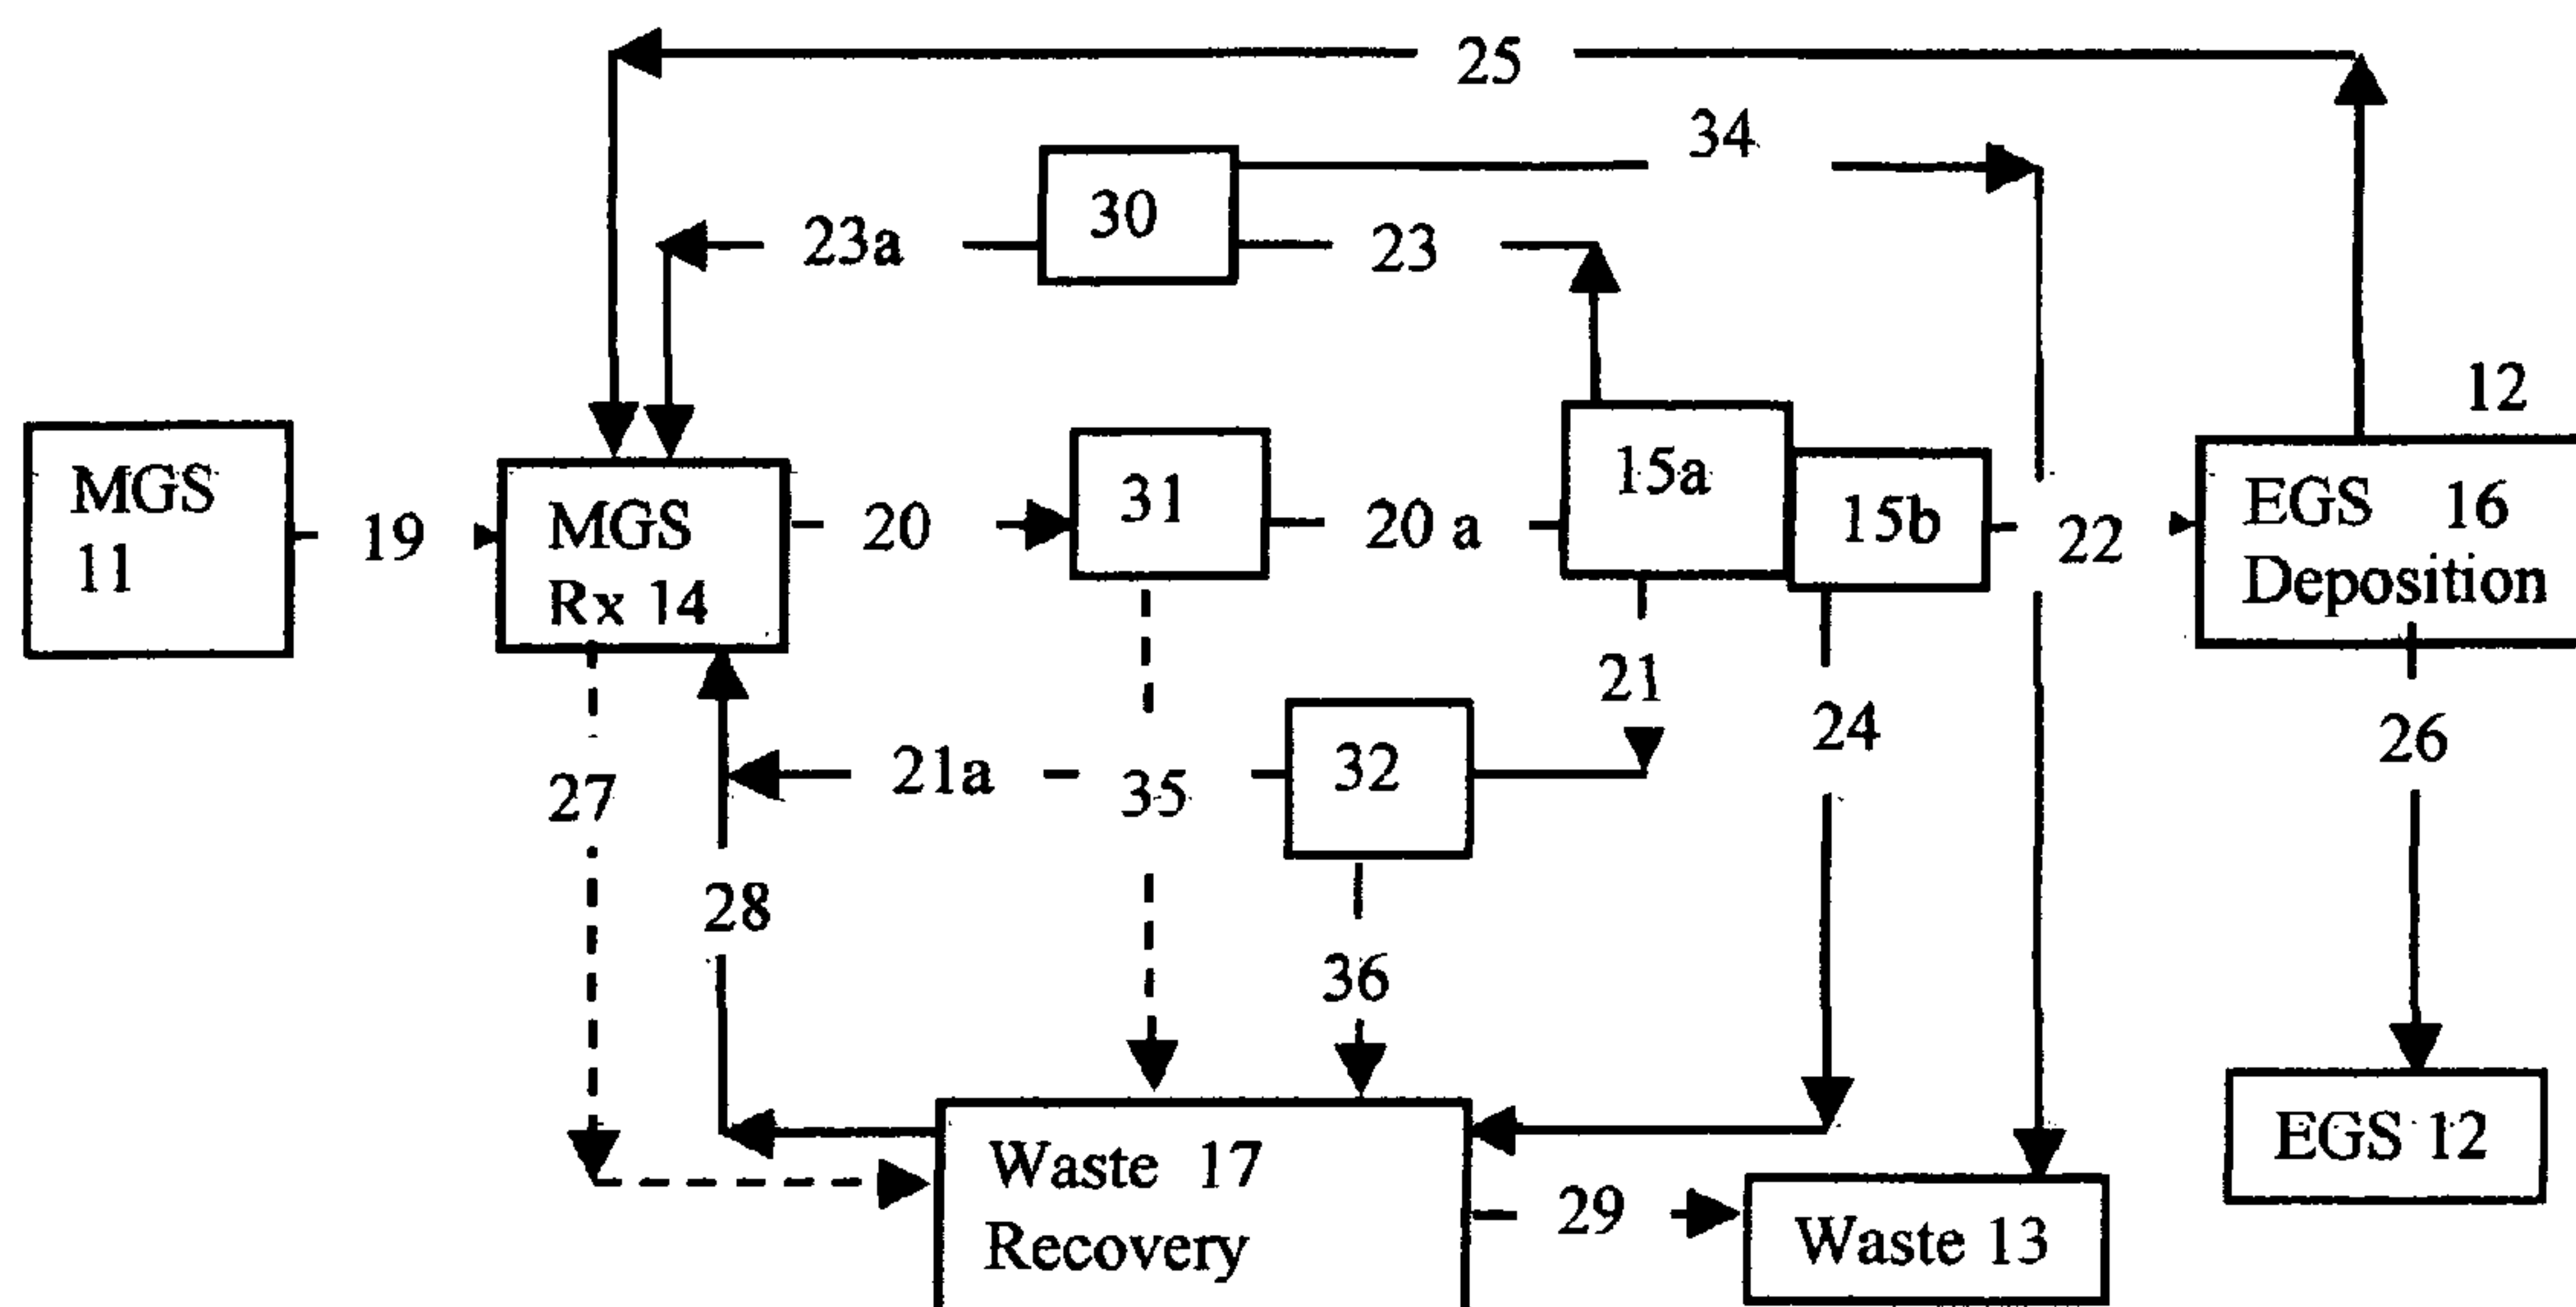 25
34
30
23a
23
12
MGS
11
19
MGS
Rx 14
20
31
20 a
15a
15b
22
EGS 16
Deposition
21
24
26
27
21a
35
32
28
36
Waste 17
Recovery
29
Waste 13
EGS 12